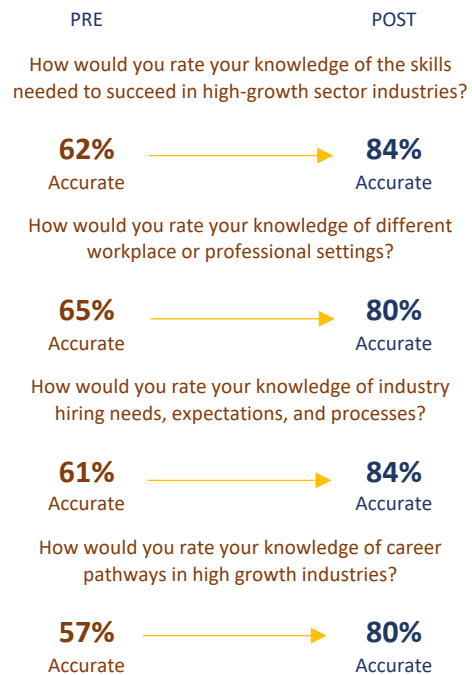 PRE POST
How would you rate your knowledge of the skills
needed to succeed in high-growth sector industries?
62% 84%
Accurate Accurate
How would you rate your knowledge of different
workplace or professional settings?
65% 80%
Accurate Accurate
How would you rate your knowledge of industry
hiring needs, expectations, and processes?
61% 84%
Accurate Accurate
How would you rate your knowledge of career
pathways in high growth industries?
57% 80%
Accurate Accurate